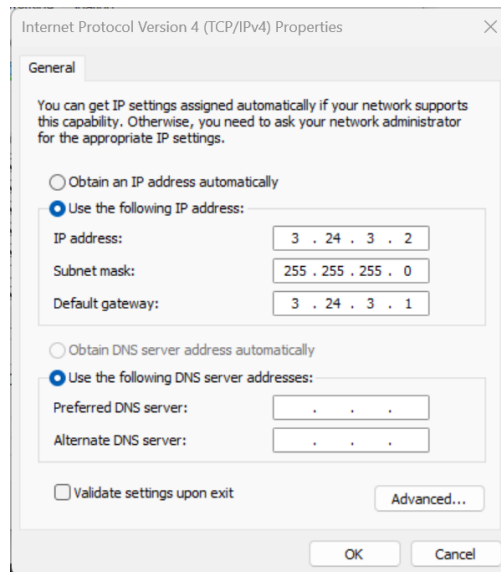 Internet Protocol Version 4 (TCP/IPv4) Properties
General
You can get IP settings assigned automatically if your network supports
this capability. Otherwise, you need to ask your network administrator
for the appropriate IP settings.
Obtain an IP address automatically
Use the following IP address:
IP address: 3 . 24 . 3 . 2
Subnet mask: 255 . 255 . 255 . 0
Default gateway: 3 . 24 . 3 . 1
Obtain DNS server address automatically
Use the following DNS server addresses:
Preferred DNS server: . . .
Alternate DNS server: . . .
Validate settings upon exit
Advanced...
OK Cancel